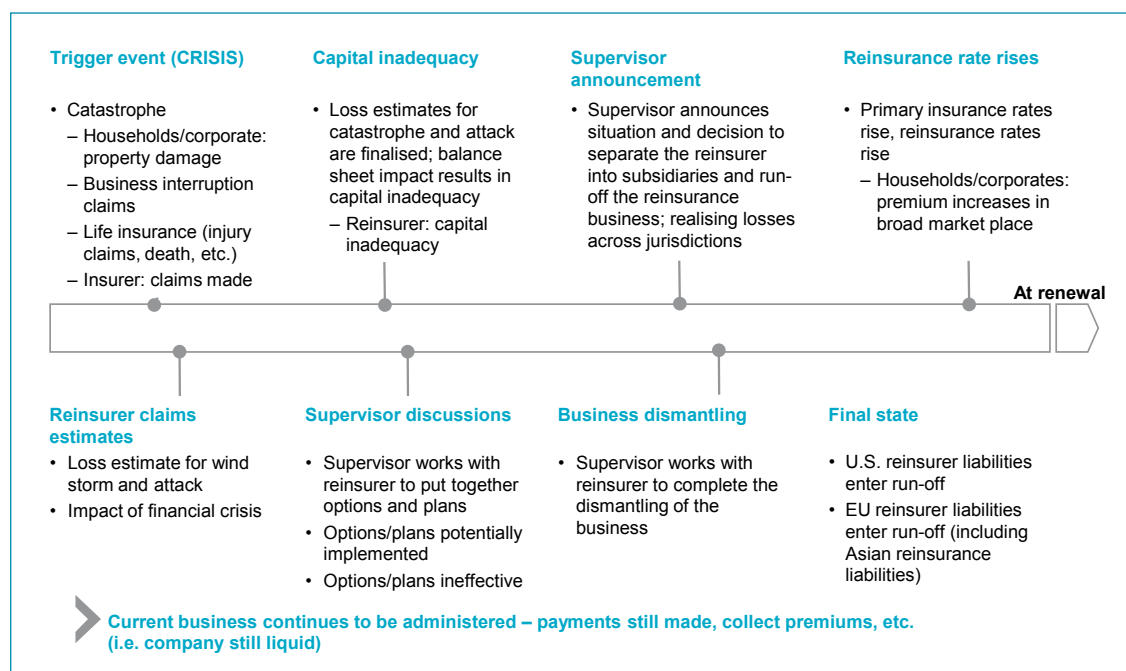 Trigger event (CRISIS)
• Catastrophe
– Households/corporate:
property damage
– Business interruption
claims
– Life insurance (injury
claims, death, etc.)
– Insurer: claims made
Capital inadequacy
• Loss estimates for
catastrophe and attack
are finalised; balance
sheet impact results in
capital inadequacy
– Reinsurer: capital
inadequacy
Supervisor
announcement
• Supervisor announces
situation and decision to
separate the reinsurer
into subsidiaries and run-
off the reinsurance
business; realising losses
across jurisdictions
Reinsurance rate rises
• Primary insurance rates
rise, reinsurance rates
rise
– Households/corporates:
premium increases in
broad market place
At renewal
Reinsurer claims
estimates
• Loss estimate for wind
storm and attack
• Impact of financial crisis
Supervisor discussions
• Supervisor works with
reinsurer to put together
options and plans
• Options/plans potentially
implemented
• Options/plans ineffective
Business dismantling
• Supervisor works with
reinsurer to complete the
dismantling of the
business
Final state
• U.S. reinsurer liabilities
enter run-off
• EU reinsurer liabilities
enter run-off (including
Asian reinsurance
liabilities)
Current business continues to be administered – payments still made, collect premiums, etc.
(i.e. company still liquid)